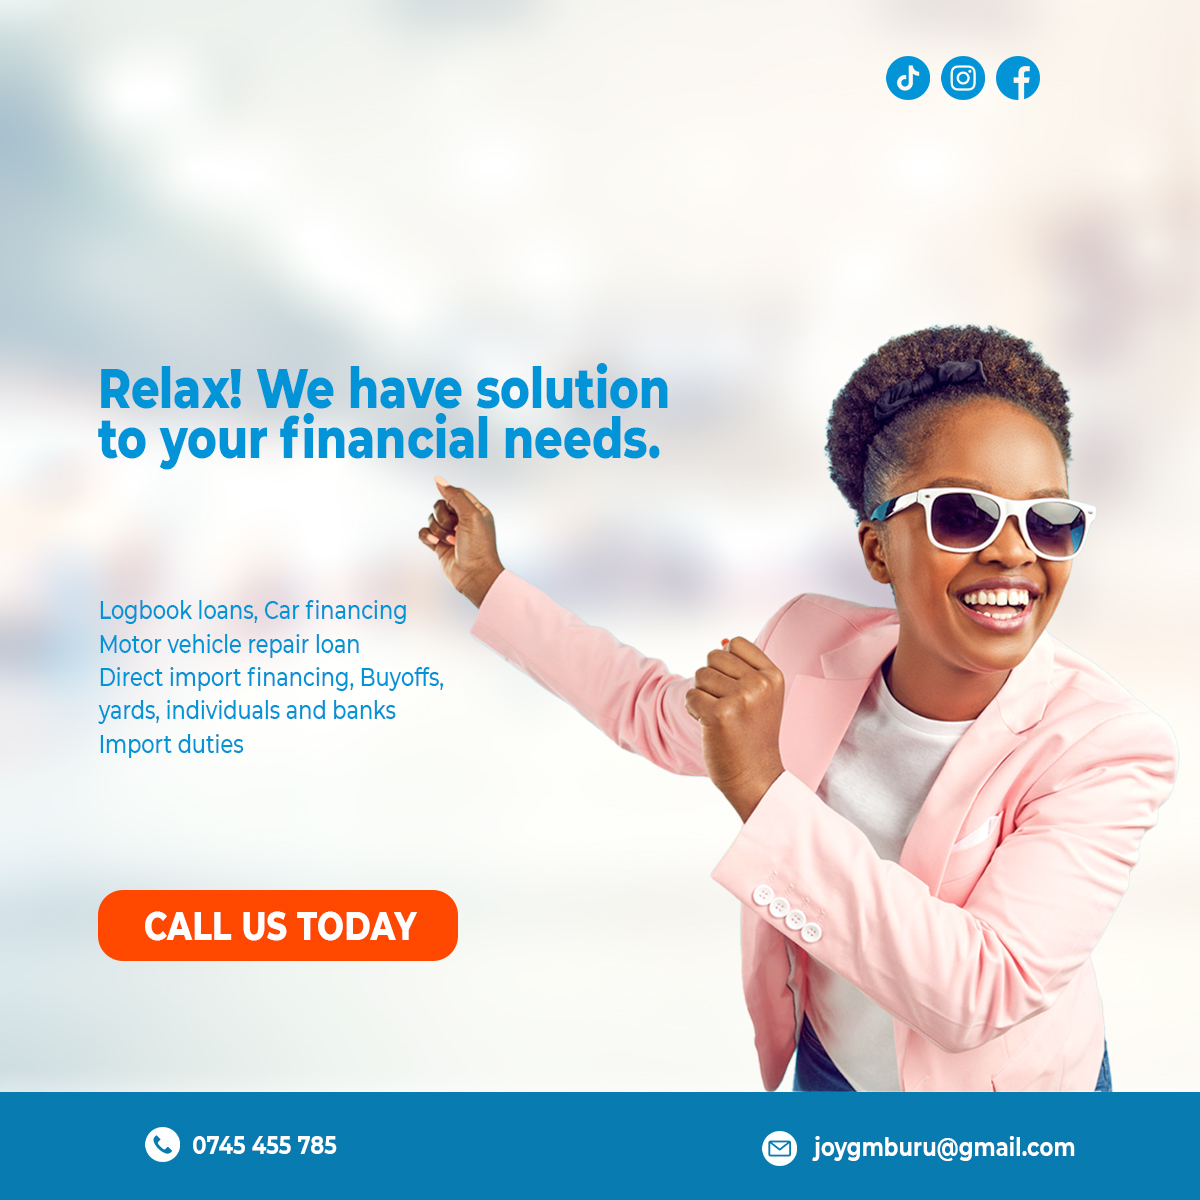 Relax! We have solution
to your financial needs.
Logbook loans, Car financing
Motor vehicle repair loan
Direct import financing, Buyoffs,
yards, individuals and banks
Import duties
CALL US TODAY
0745 455 785
joygmburu@gmail.com